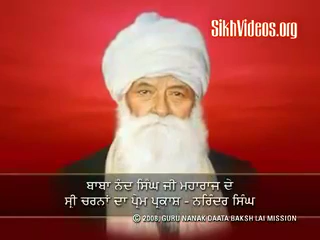 SikhVideos.org
ਬਾਬਾ ਨੰਦ ਸਿੰਘ ਜੀ ਮਹਾਰਾਜ ਦੇ
ਸ੍ਰੀ ਚਰਨਾਂ ਦਾ ਪ੍ਰੇਮ ਪ੍ਰਕਾਸ਼ - ਨਰਿੰਦਰ ਸਿੰਘ
© 2008, GURU NANAK DAATA BAKSH LAI MISSION